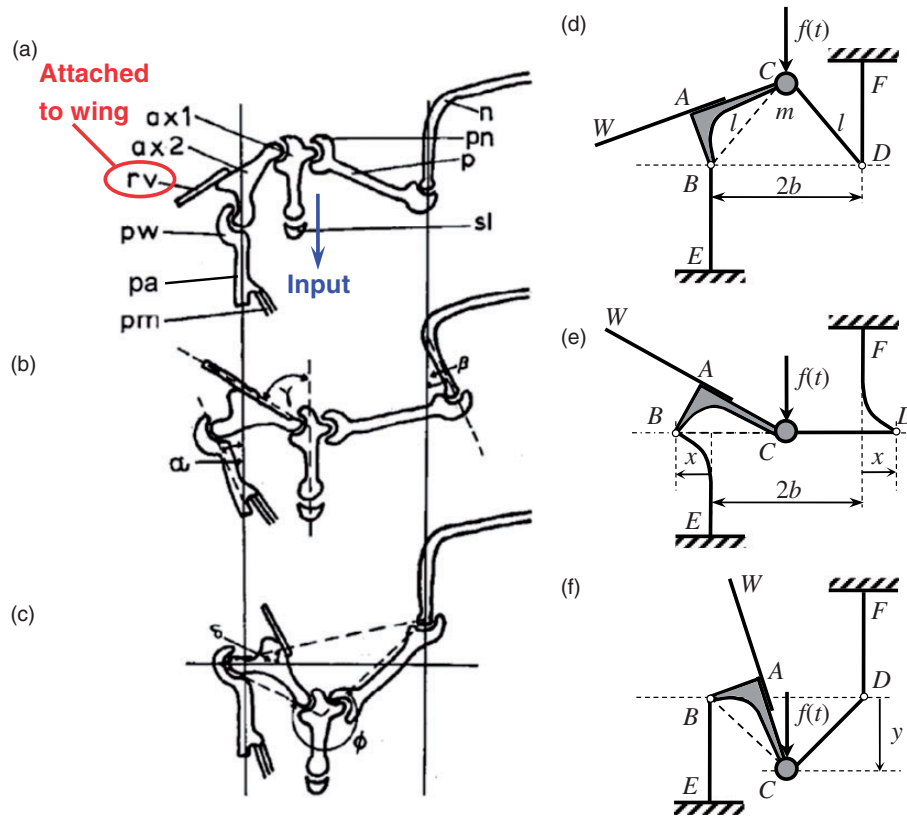 (a)
Attached
to wing
ax1
ax2
rv
pw
pa
pm
n
pn
p
sl
Input
(b)
γ
β
α
(c)
δ
ϕ
(d)
f(t)
C
A
m
F
W
l
l
B
D
2b
E
(e)
W
F
A
f(t)
B
D
C
x
x
2b
E
(f)
W
F
A
D
B
f(t)
y
E
C